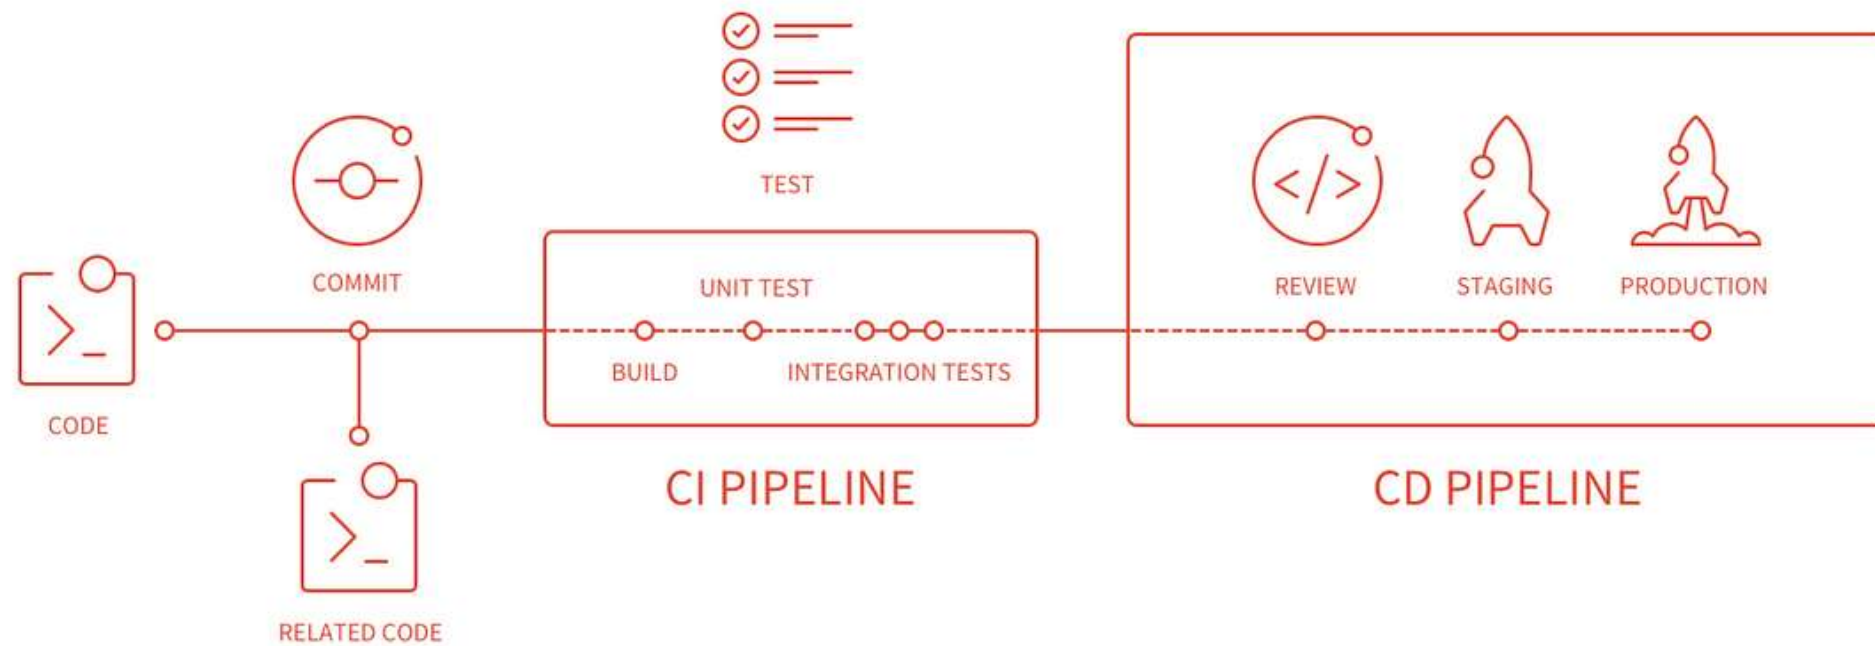 TEST
COMMIT
UNIT TEST
REVIEW
STAGING
PRODUCTION
BUILD
INTEGRATION TESTS
CODE
CI PIPELINE
CD PIPELINE
RELATED CODE